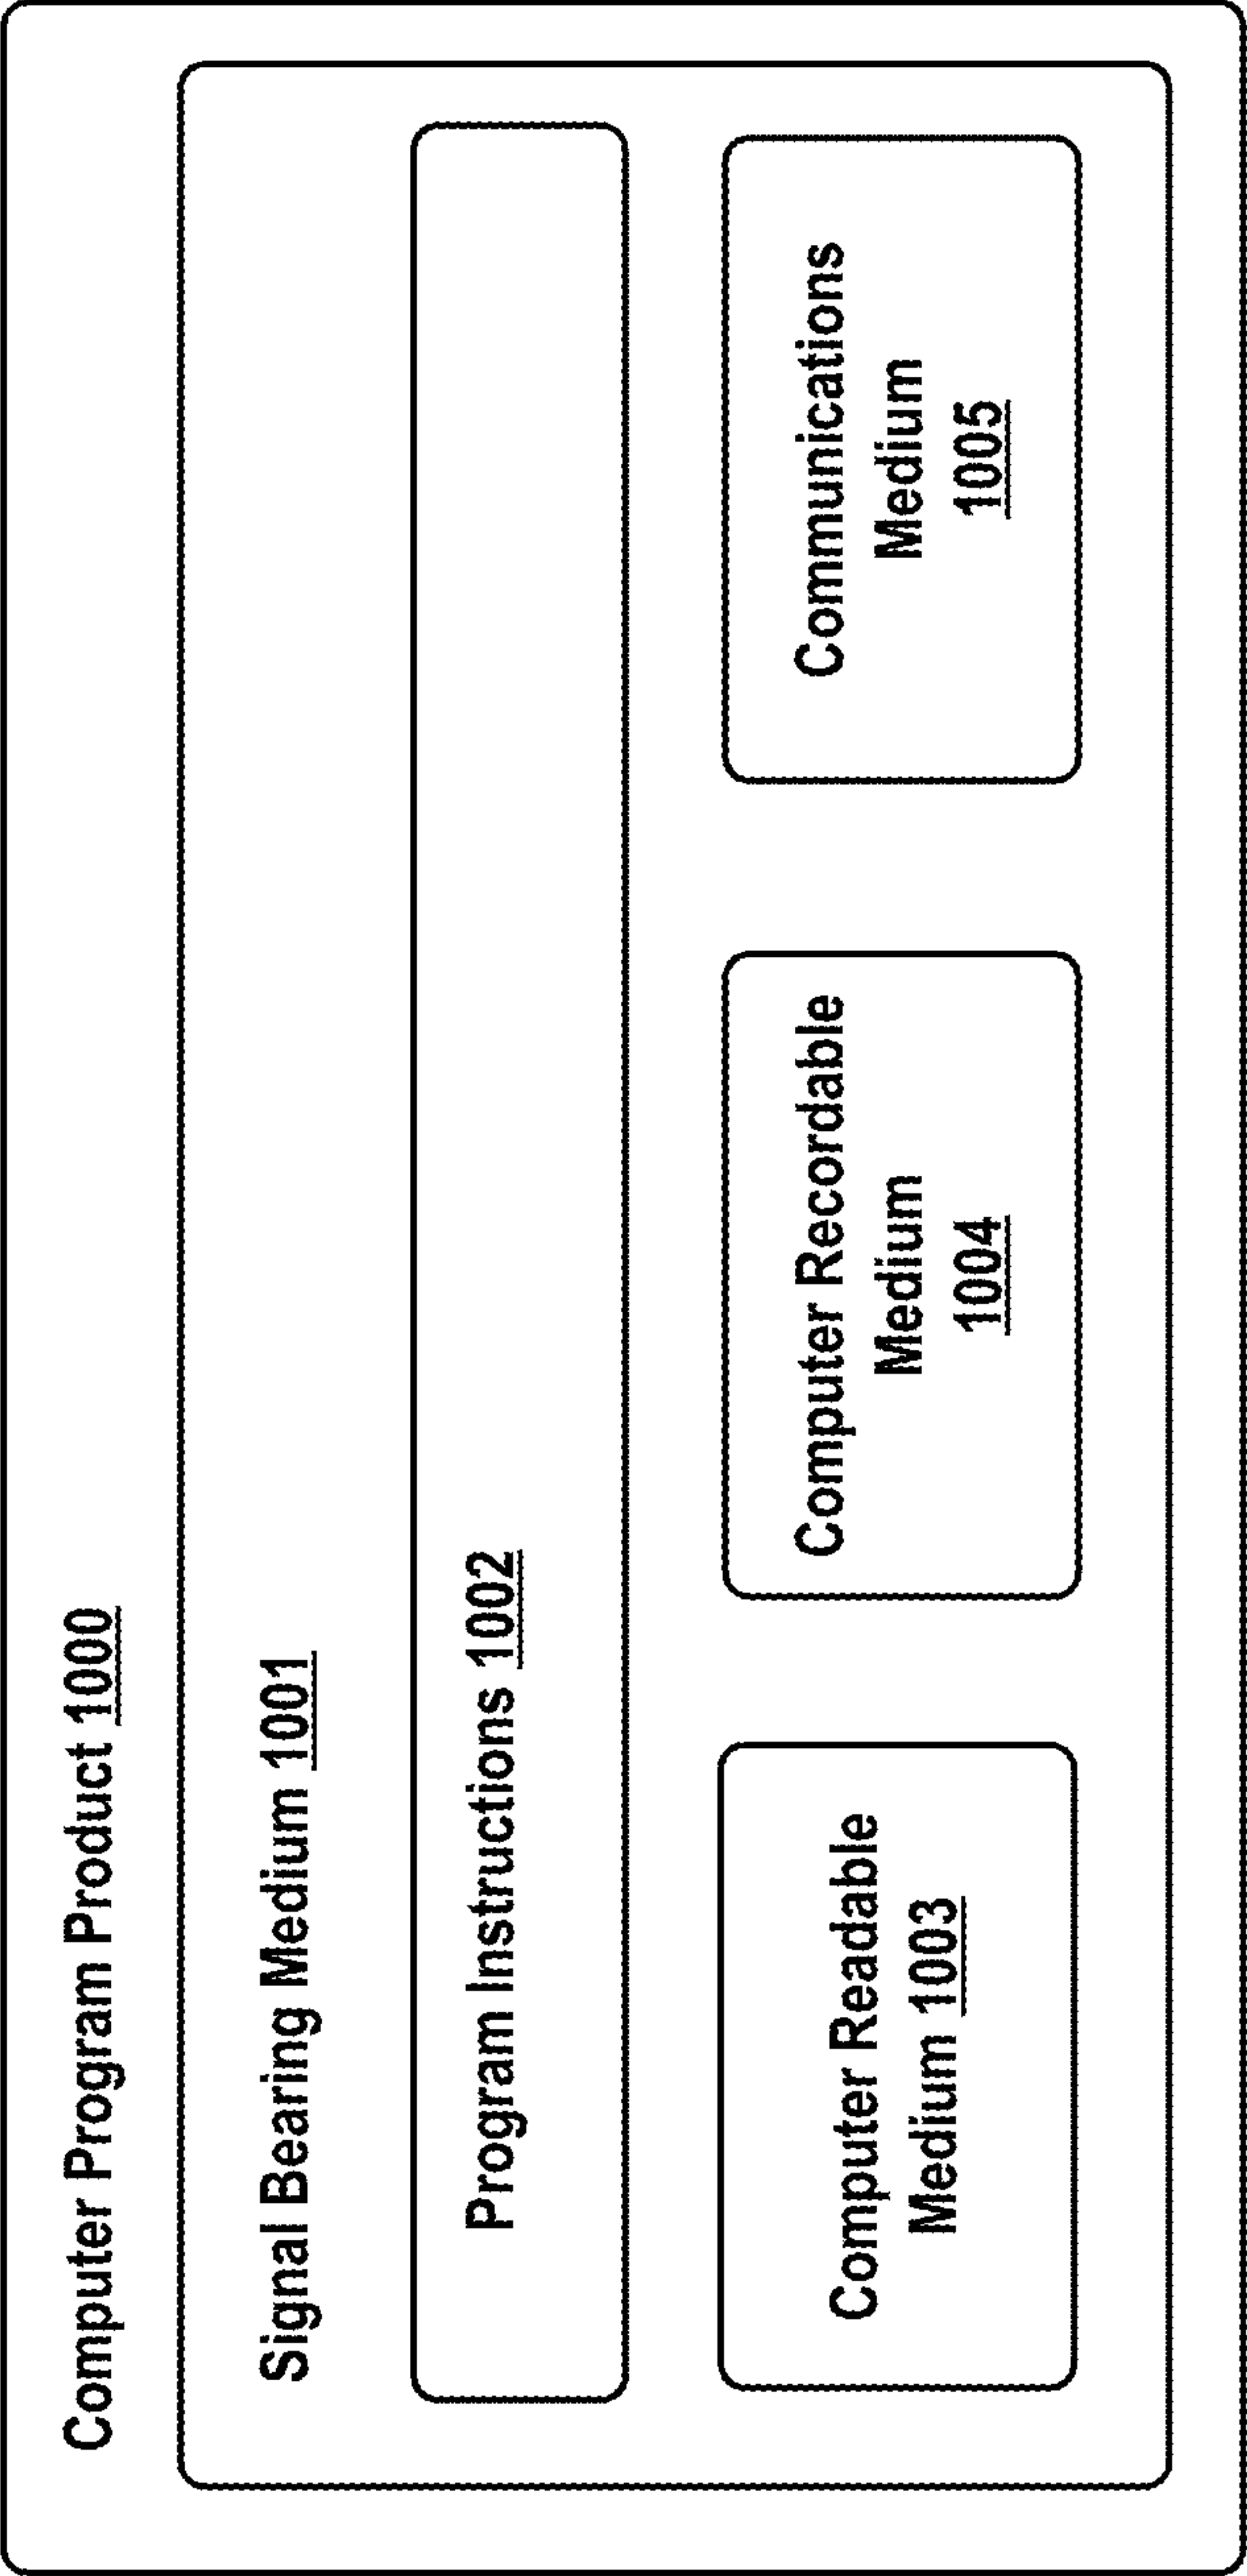 Computer Program Product 1000
Signal Bearing Medium 1001
Program Instructions 1002
Computer Readable
Medium 1003
Computer Recordable
Medium
1004
Communications
Medium
1005